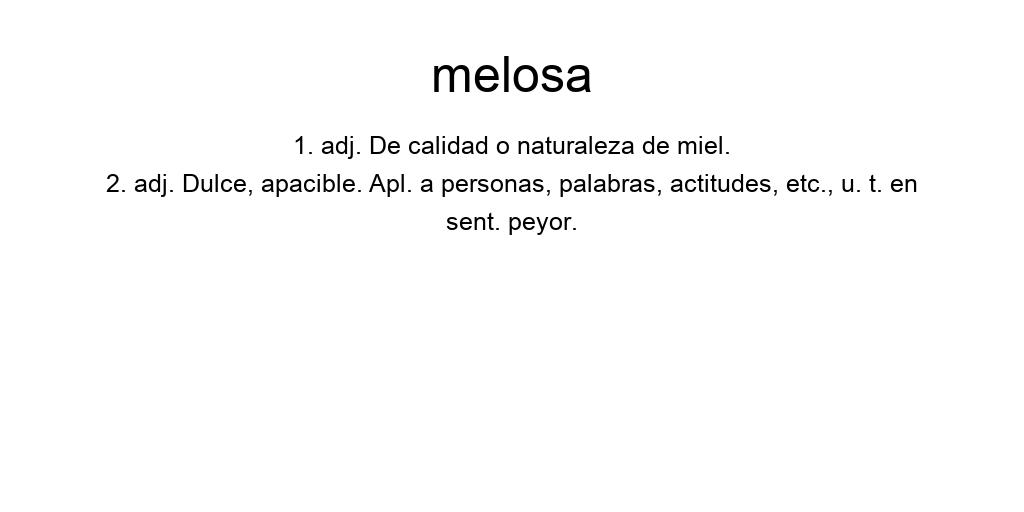 melosa
1. adj. De calidad o naturaleza de miel.
2. adj. Dulce, apacible. Apl. a personas, palabras, actitudes, etc., u. t. en
sent. peyor.